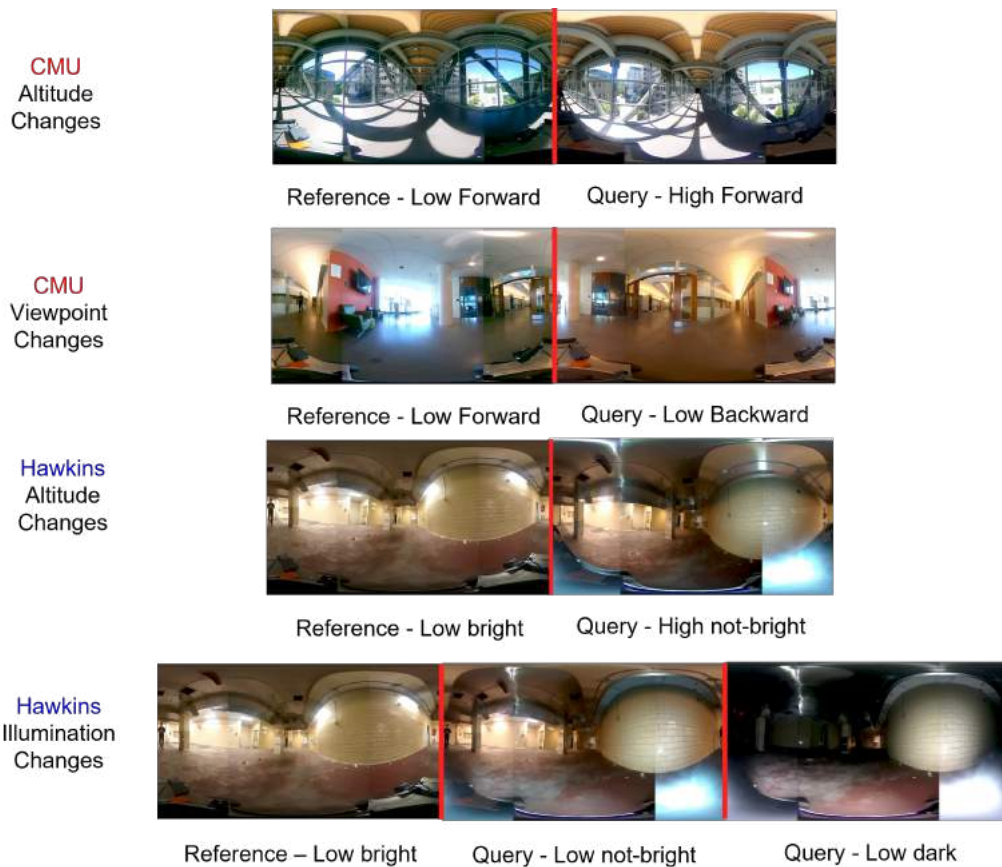 CMU
Altitude
Changes
Reference - Low Forward
Query - High Forward
CMU
Viewpoint
Changes
Reference - Low Forward
Query - Low Backward
Hawkins
Altitude
Changes
Reference - Low bright
Query - High not-bright
Hawkins
Illumination
Changes
Reference – Low bright
Query - Low not-bright
Query - Low dark